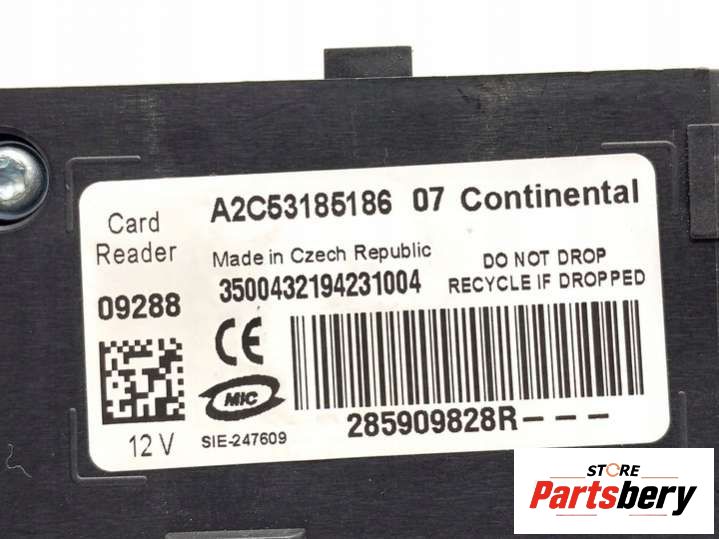 A2C53185186 07 Continental
Card
Reader
Made in Czech Republic
DO NOT DROP
RECYCLE IF DROPPED
3500432194231004
09288
CE
MIC
285909828R---
12 V
SIE-247609
STORE
Partsbery